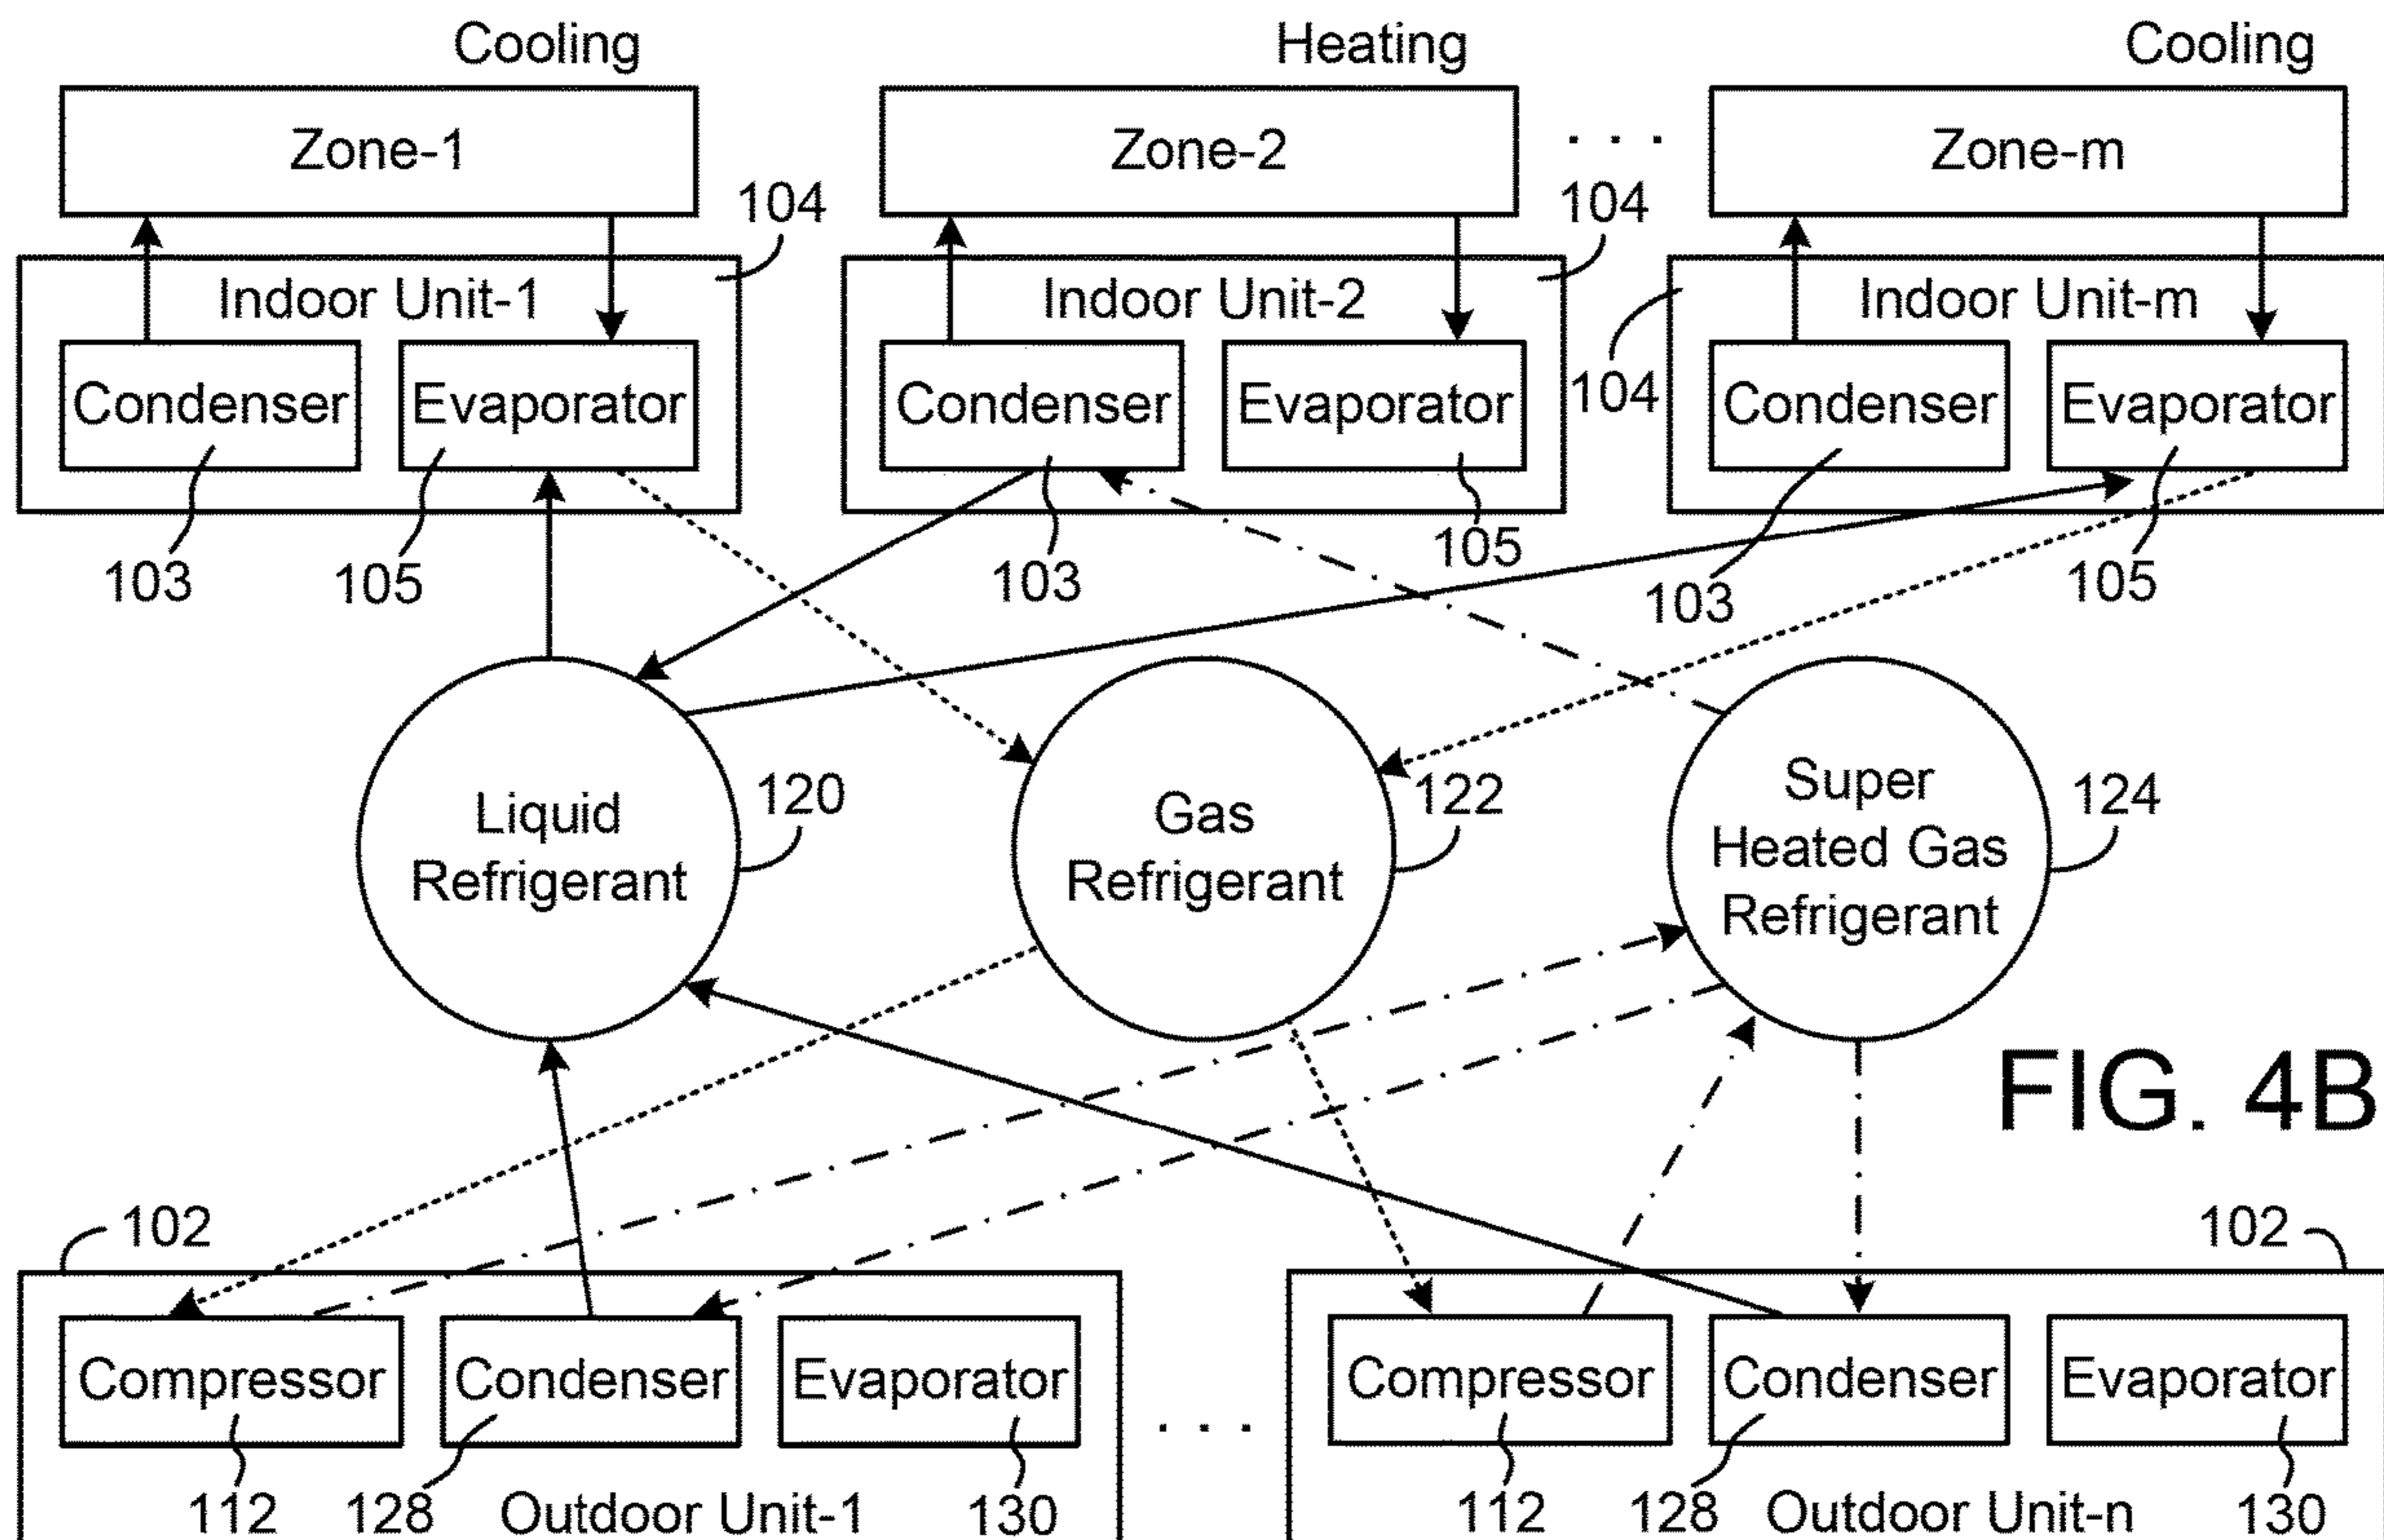 Cooling
Heating
Cooling
Zone-1
Zone-2
. . .
Zone-m
104
104
Indoor Unit-1
Indoor Unit-2
Indoor Unit-m
104
Condenser
Evaporator
Condenser
Evaporator
Condenser
Evaporator
103
105
103
105
103
105
Liquid
Refrigerant
120
Gas
Refrigerant
122
Super
Heated Gas
Refrigerant
124
FIG. 4B
102
102
Compressor
Condenser
Evaporator
. . .
Compressor
Condenser
Evaporator
112
128
Outdoor Unit-1
130
112
128
Outdoor Unit-n
130